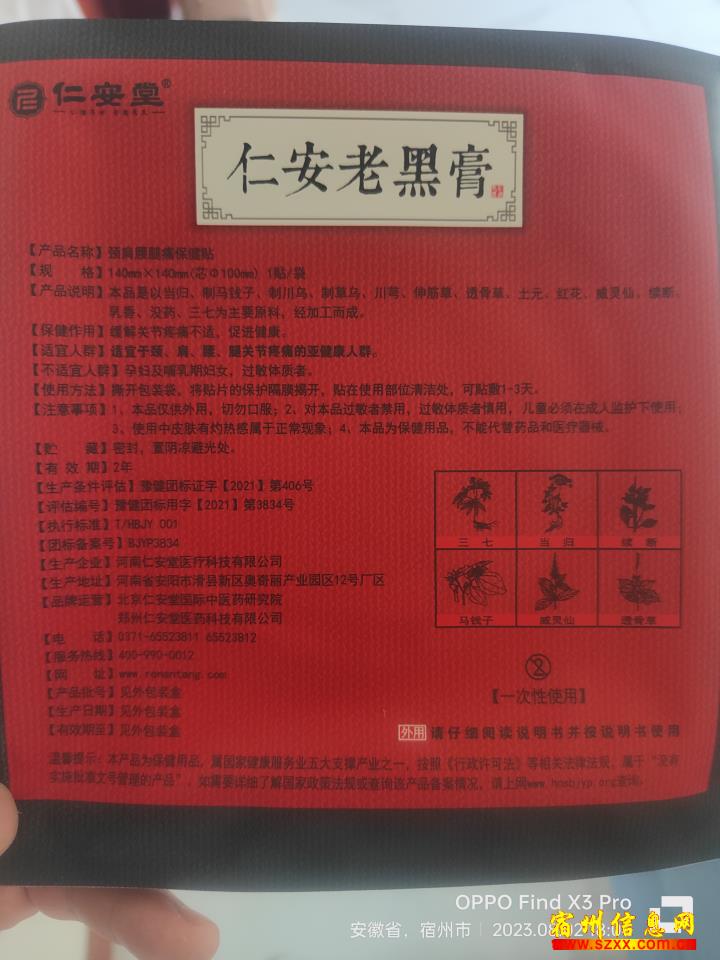 仁安堂®
仁安老黑膏
【产品名称】颈肩腰腿痛保健贴
【规 格】140mm×140mm(芯Φ100mm) 1贴/袋
【产品说明】本品是以当归、制马钱子、制川乌、制草乌、川芎、伸筋草、透骨草、土元、红花、威灵仙、续断、
乳香、没药、三七为主要原料，经加工而成。
【保健作用】缓解关节疼痛不适，促进健康。
【适宜人群】适宜于颈、肩、腰、腿关节疼痛的亚健康人群。
【不适宜人群】孕妇及哺乳期妇女，过敏体质者。
【使用方法】撕开包装袋，将贴片的保护隔膜揭开，贴在使用部位清洁处，可贴敷1-3天。
【注意事项】1、本品仅供外用，切勿口服；2、对本品过敏者禁用，过敏体质者慎用，儿童必须在成人监护下使用；
3、使用中皮肤有灼热感属于正常现象；4、本品为保健用品，不能代替药品和医疗器械。
【贮 藏】密封，置阴凉避光处。
【有 效 期】2年
【生产条件评估】豫健团标证字【2021】第406号
【评估编号】豫健团标用字【2021】第3834号
【执行标准】T/HBJY 001
【团标备案号】BJYP3834
【生产企业】河南仁安堂医疗科技有限公司
【生产地址】河南省安阳市滑县新区奥奇丽产业园区12号厂区
【品牌运营】北京仁安堂国际中医药研究院
郑州仁安堂医药科技有限公司
【电 话】0371-65523811 65523812
【服务热线】400-990-0012
【网 址】www.renantang.com
【产品批号】见外包装盒
【生产日期】见外包装盒
【有效期至】见外包装盒
三 七 当 归 续 断
马钱子 威灵仙 透骨草
【一次性使用】
外用 请仔细阅读说明书并按说明书使用
温馨提示：本产品为保健用品，属国家健康服务业五大支撑产业之一，按照《行政许可法》等相关法律法规，属于“没有
实施批准文号管理的产品”，如需要详细了解国家政策法规或查询该产品备案情况，请上网www.hnsbjyp.org查询。
OPPO Find X3 Pro
安徽省，宿州市 2023.08
宿州信息网
www.szxx.com.cn